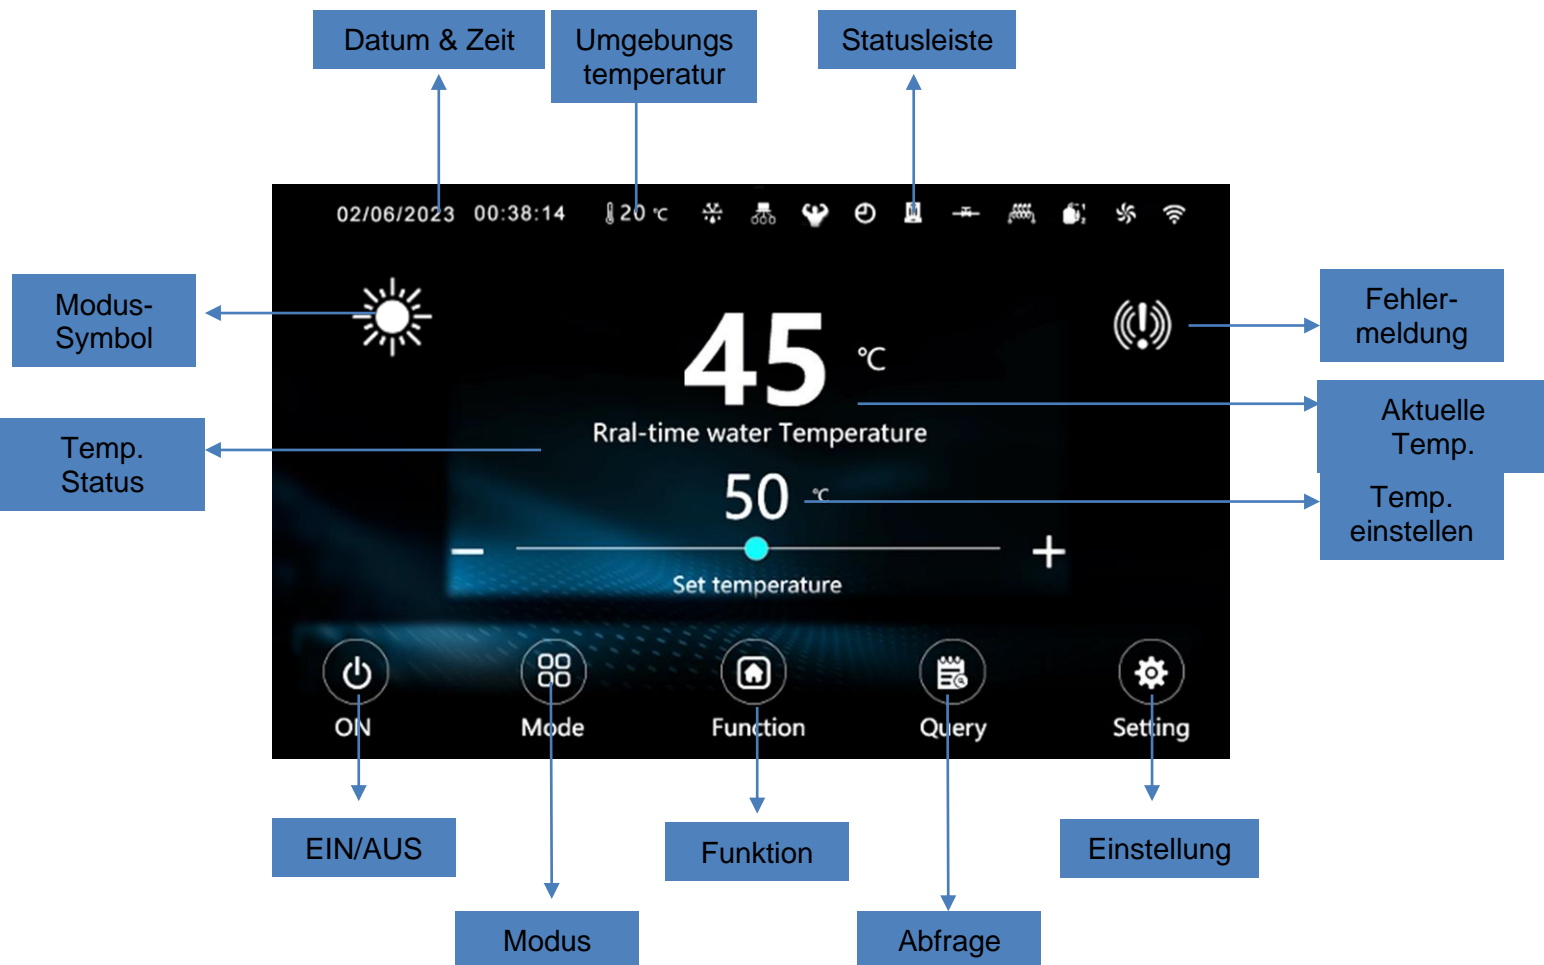 Datum & Zeit
Umgebungs
temperatur
Statusleiste
02/06/2023 00:38:14 20 ℃
Modus-
Symbol
Fehler-
meldung
45 ℃
Aktuelle
Temp.
Rral-time water Temperature
Temp.
Status
50 ℃
Temp.
einstellen
Set temperature
ON
Mode
Function
Query
Setting
EIN/AUS
Funktion
Einstellung
Modus
Abfrage